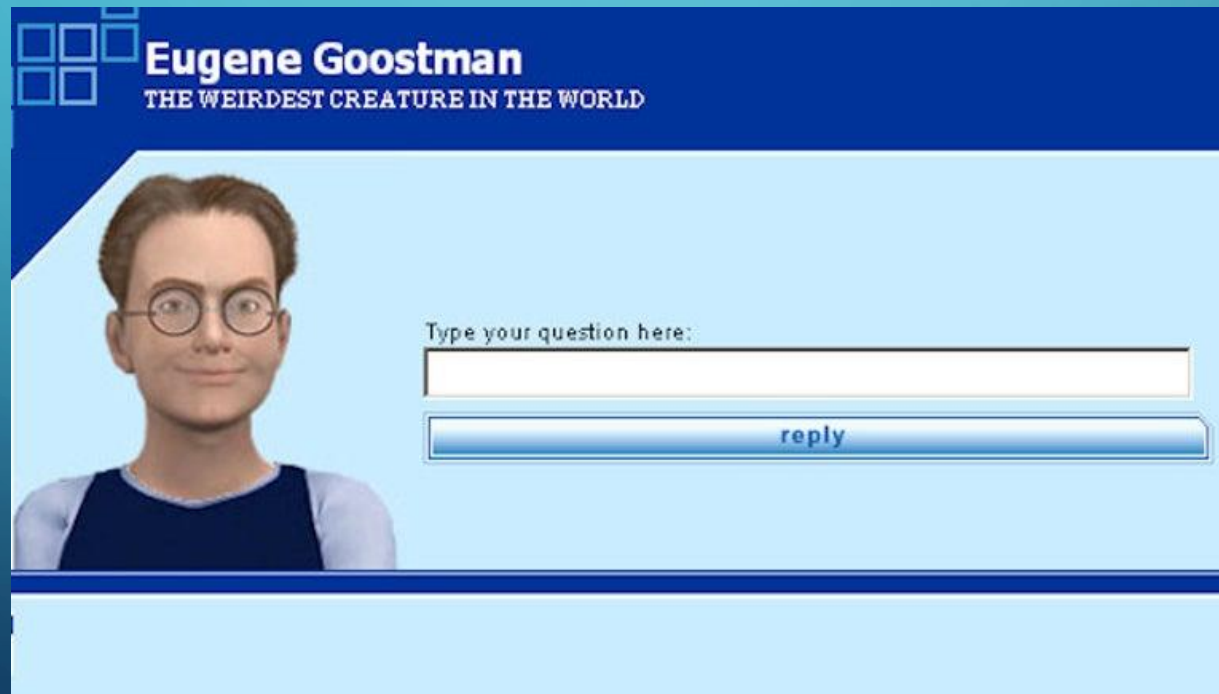 Eugene Goostman
THE WEIRDEST CREATURE IN THE WORLD
Type your question here:
reply